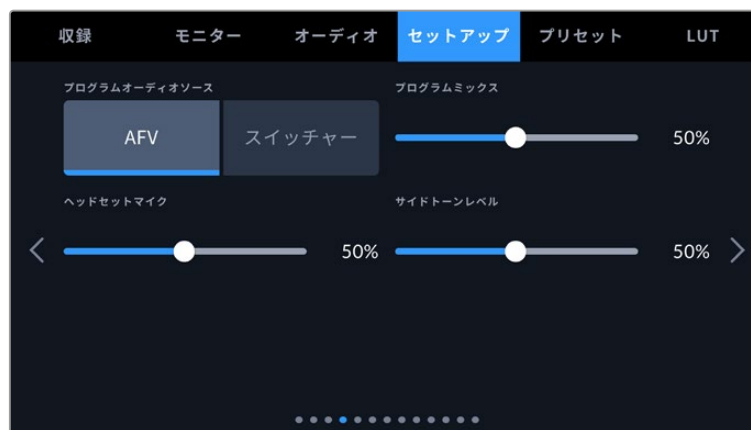 収録 モニター オーディオ セットアップ プリセット LUT
プログラムオーディオソース プログラムミックス
AFV スイッチャー 50%
ヘッドセットマイク サイドトーンレベル
50% 50%